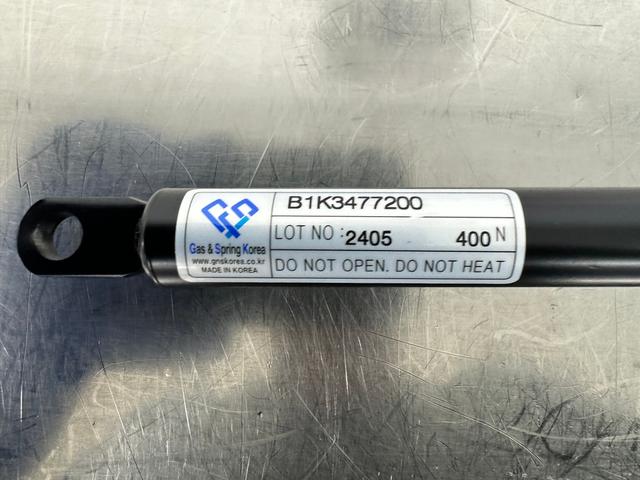 B1K3477200
LOT NO : 2405 400 N
DO NOT OPEN. DO NOT HEAT
GFS
Gas & Spring Korea
www.gnskorea.co.kr
MADE IN KOREA